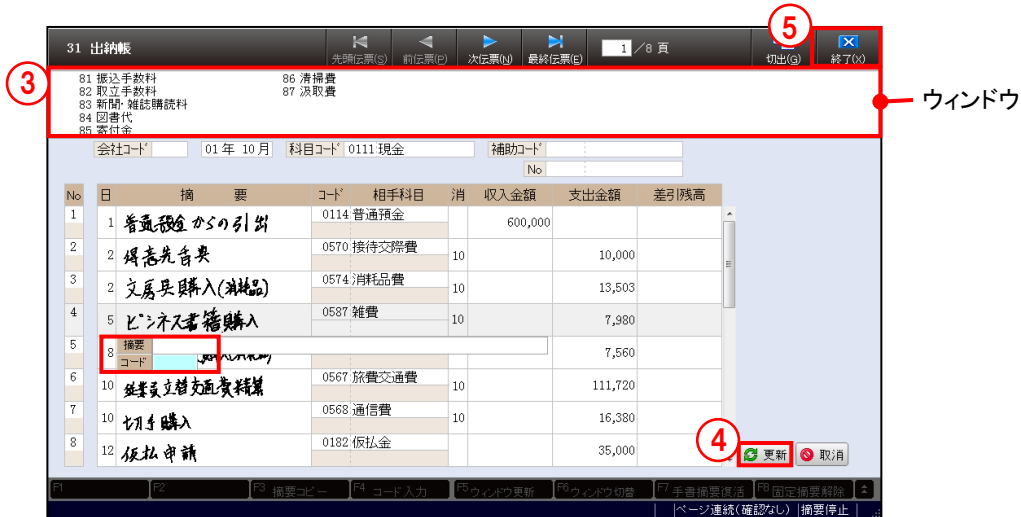 ⑤
31 出納帳 先頭伝票(S) 前伝票(P) 次伝票(N) 最終伝票(E) 1 /8 頁 切出(G) 終了(X)
③
81 振込手数料 86 清掃費
82 取立手数料 87 汲取費
83 新聞・雑誌購読料
84 図書代
85 寄付金
ウィンドウ
会社コード 01年 10月 科目コード 0111 現金 補助コード
No
No 日 摘 要 コード 相手科目 消 収入金額 支出金額 差引残高
1 1 普通預金からの引出 0114 普通預金 600,000
2 2 得意先香典 0570 接待交際費 10 10,000
3 2 文房具購入(消耗品) 0574 消耗品費 10 13,503
4 5 ビジネス書籍購入 0587 雑費 10 7,980
5 8 摘要 7,560
コード
6 10 従業員立替交通費精算 0567 旅費交通費 10 111,720
7 10 切手購入 0568 通信費 10 16,380
8 12 仮払申請 0182 仮払金 35,000
④
更新 取消
F1 F2 F3 摘要コピー F4 コード入力 F5 ウィンドウ更新 F6 ウィンドウ切替 F7 手書摘要復活 F8 固定摘要解除
ページ連続(確認なし) 摘要停止